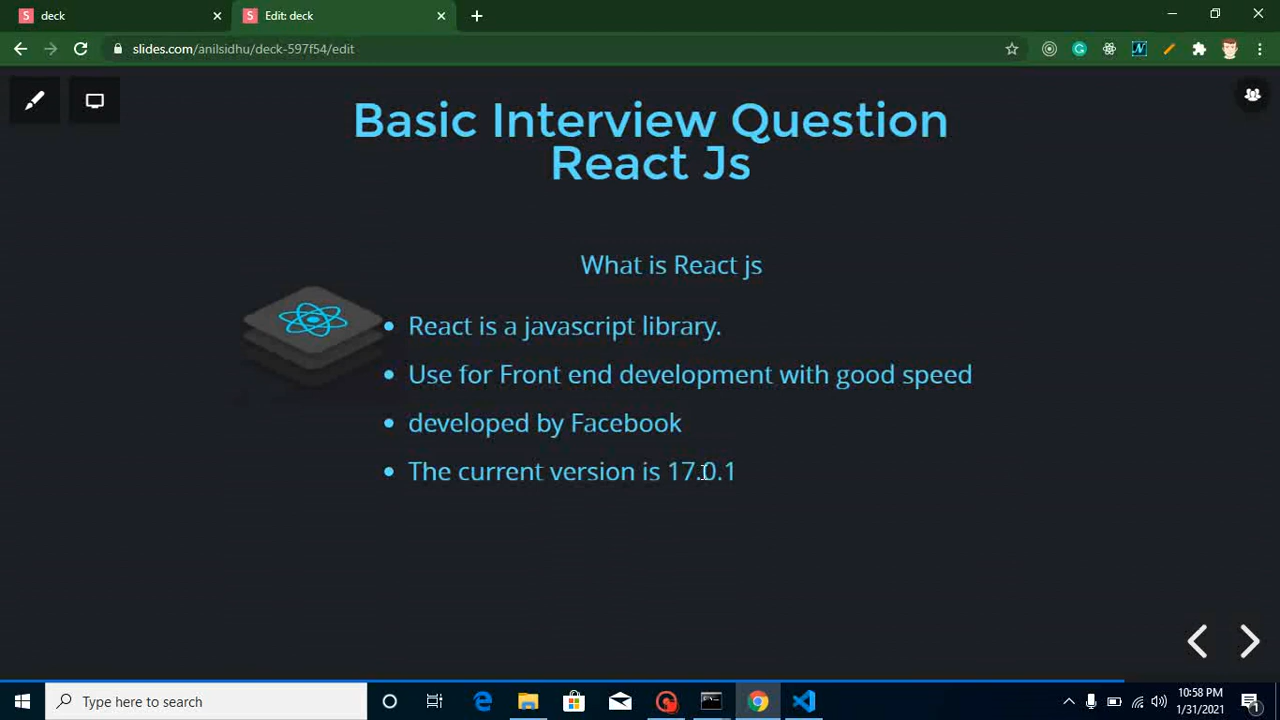 deck
Edit: deck
slides.com/anilsidhu/deck-597f54/edit
Basic Interview Question
React Js
What is React js
React is a javascript library.
Use for Front end development with good speed
developed by Facebook
The current version is 17.0.1
Type here to search
10:58 PM
1/31/2021